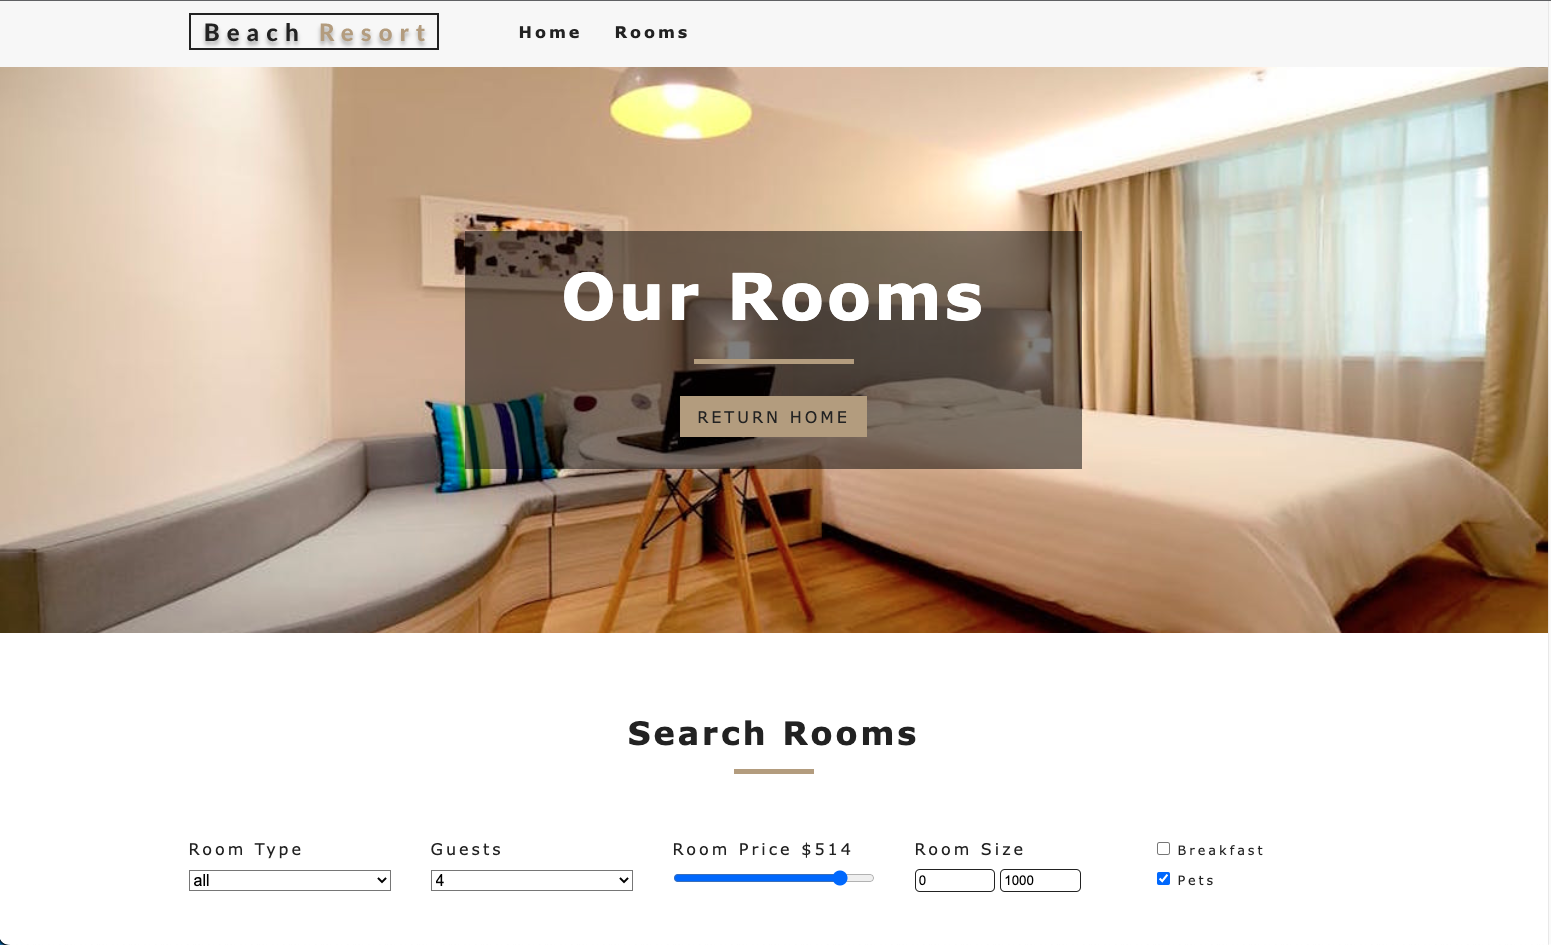 Beach Resort
Home Rooms
Our Rooms
RETURN HOME
Search Rooms
Room Type Guests Room Price $514 Room Size Breakfast
all 4 0 1000 Pets